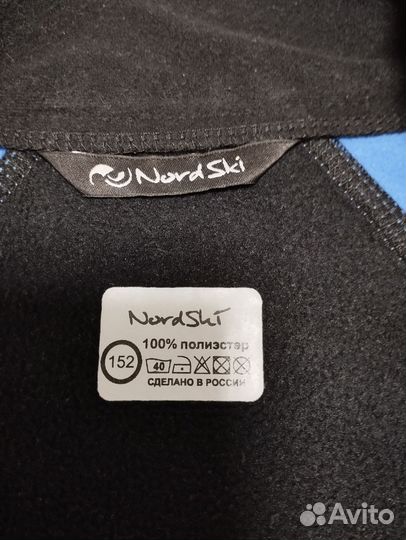 NordSki
NordSki
100% полиэстер
152
40
СДЕЛАНО В РОССИИ
Avito